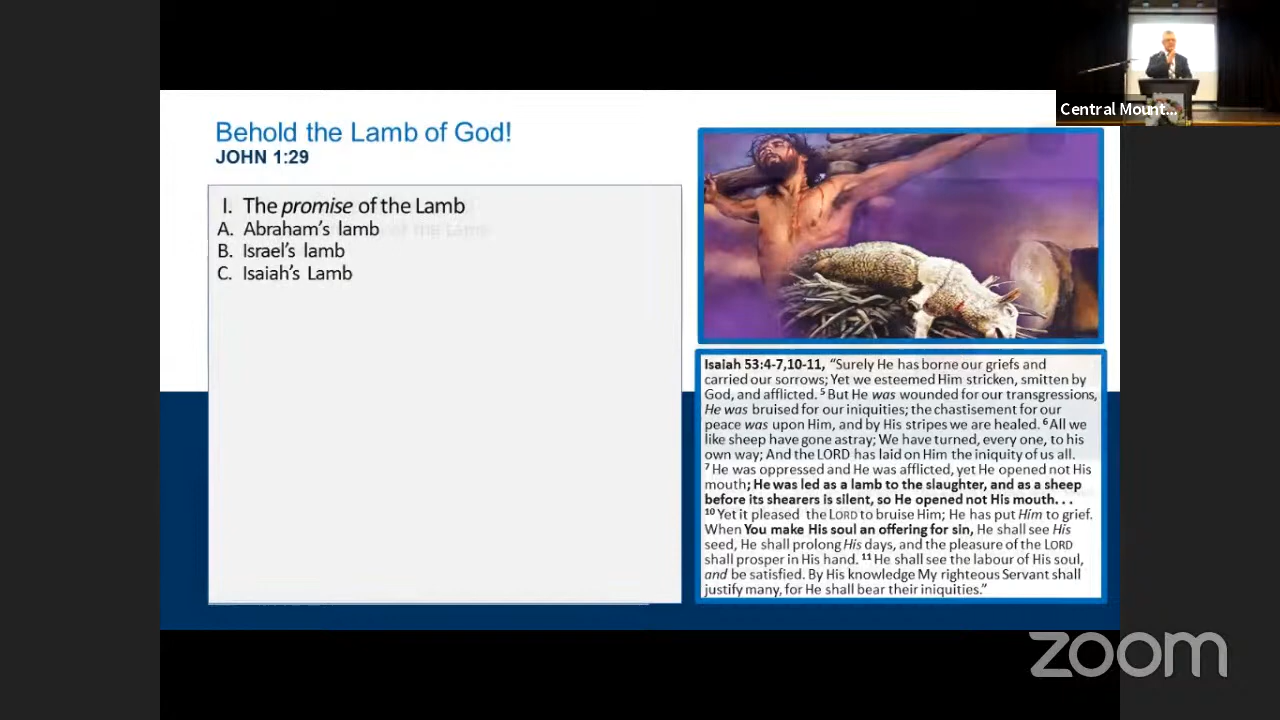 Behold the Lamb of God!
JOHN 1:29
I. The promise of the Lamb
A. Abraham's lamb
B. Israel's lamb
C. Isaiah's Lamb
Isaiah 53:4-7,10-11, “Surely He has borne our griefs and
carried our sorrows; Yet we esteemed Him stricken, smitten by
God, and afflicted. 5 But He was wounded for our transgressions,
He was bruised for our iniquities; the chastisement for our
peace was upon Him, and by His stripes we are healed. 6 All we
like sheep have gone astray; We have turned, every one, to his
own way; And the LORD has laid on Him the iniquity of us all.
7 He was oppressed and He was afflicted, yet He opened not His
mouth; He was led as a lamb to the slaughter, and as a sheep
before its shearers is silent, so He opened not His mouth. . .
10 Yet it pleased the LORD to bruise Him; He has put Him to grief.
When You make His soul an offering for sin, He shall see His
seed, He shall prolong His days, and the pleasure of the LORD
shall prosper in His hand. 11 He shall see the labour of His soul,
and be satisfied. By His knowledge My righteous Servant shall
justify many, for He shall bear their iniquities.”
Central Mount...
zoom